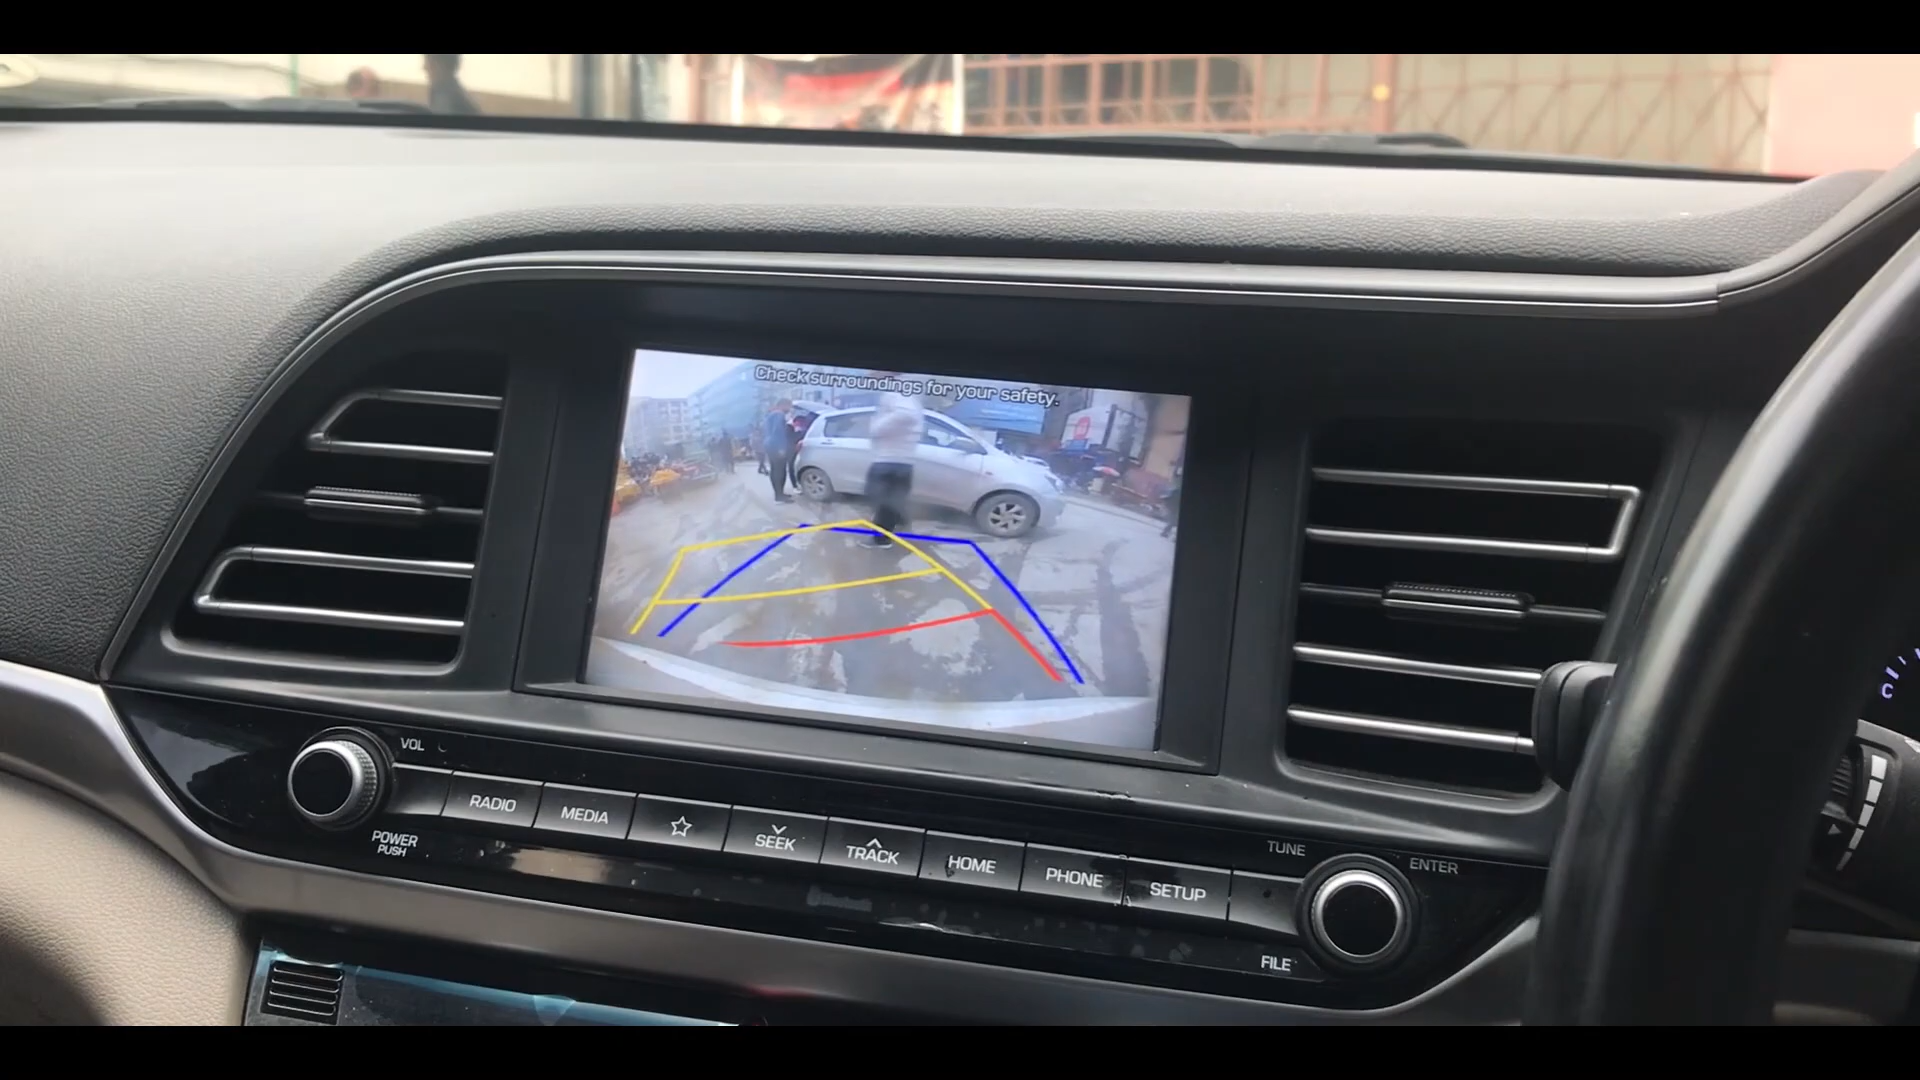 Check surroundings for your safety.
VOL
POWER
PUSH
RADIO
MEDIA
SEEK
TRACK
HOME
PHONE
SETUP
TUNE
ENTER
FILE